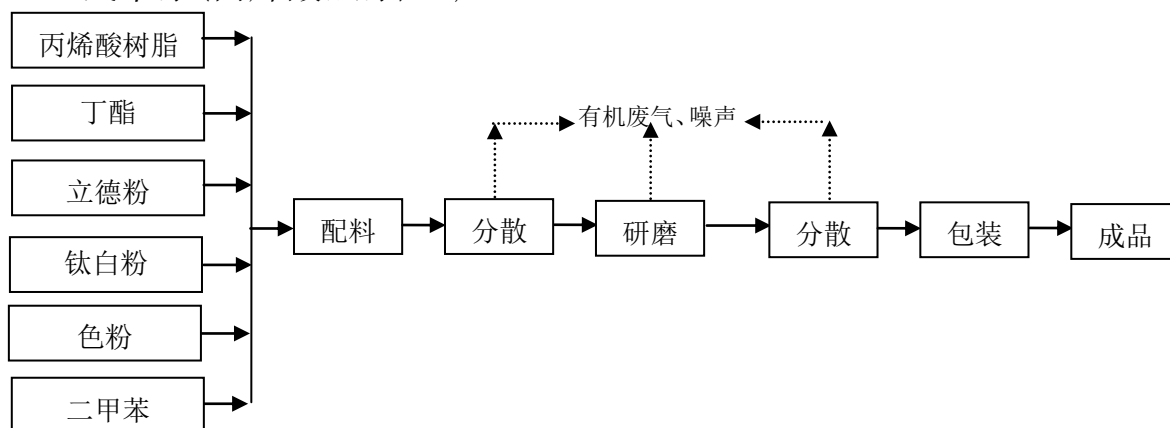 丙烯酸树脂
丁酯
立德粉
钛白粉
色粉
二甲苯
有机废气、噪声
配料
分散
研磨
分散
包装
成品